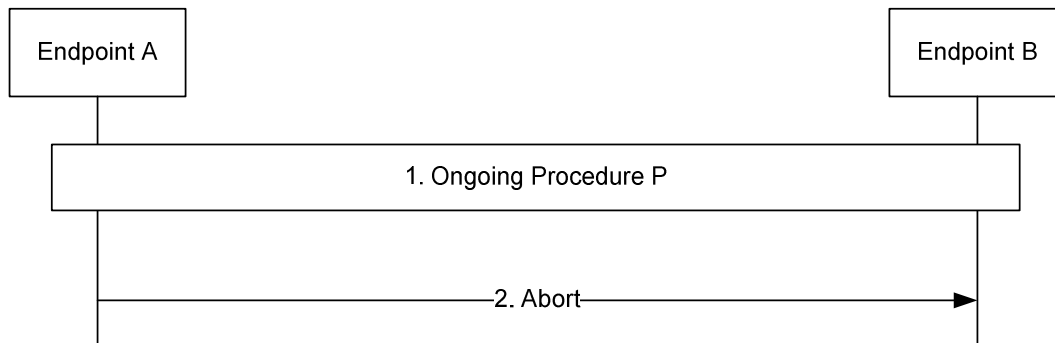 Endpoint A
Endpoint B
1. Ongoing Procedure P
2. Abort